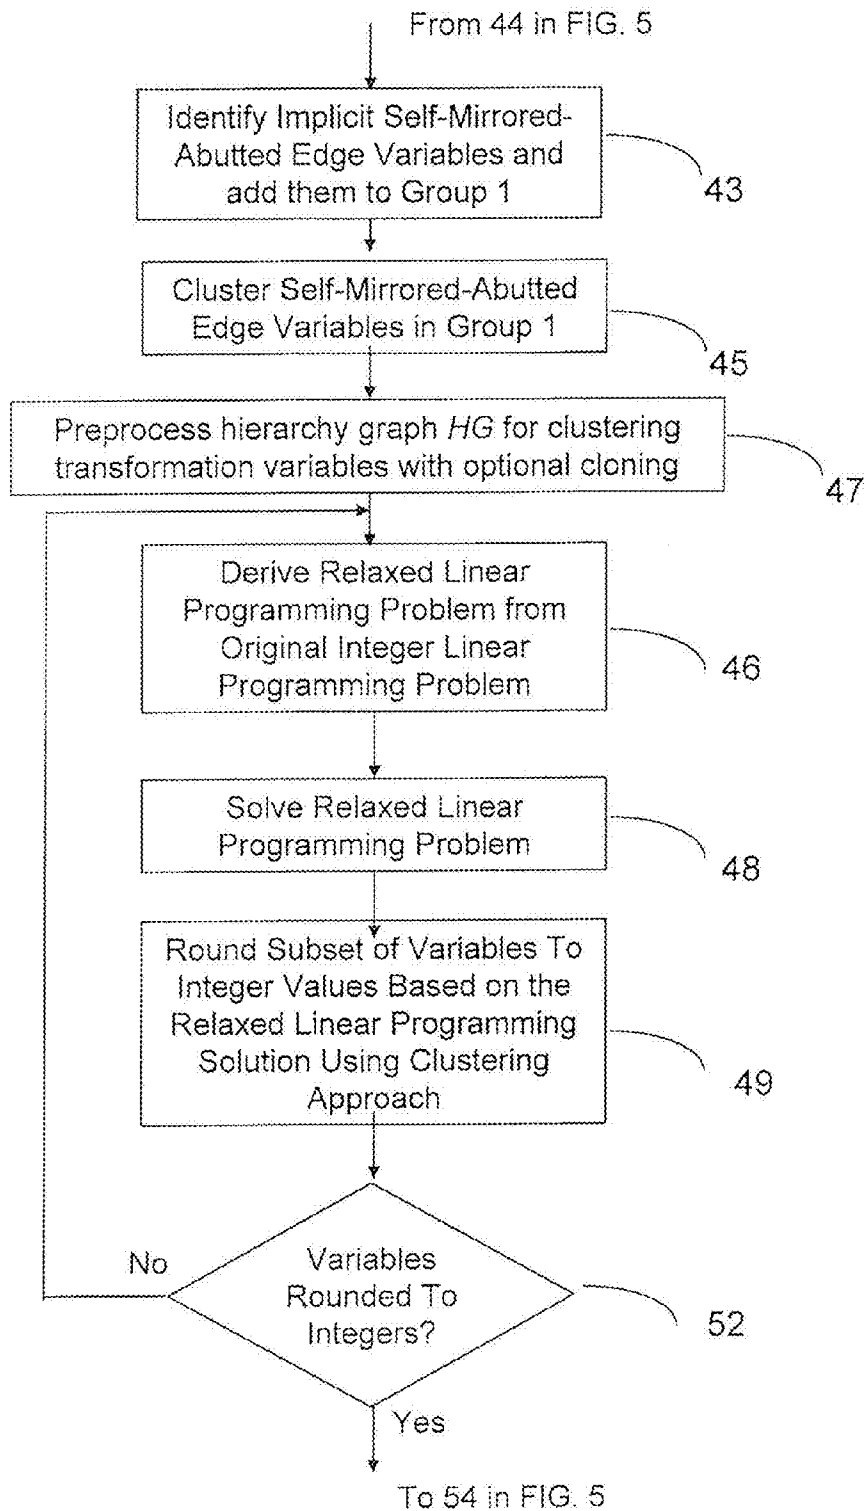 From 44 in FIG. 5
Identify Implicit Self-Mirrored-
Abutted Edge Variables and
add them to Group 1
43
Cluster Self-Mirrored-Abutted
Edge Variables in Group 1
45
Preprocess hierarchy graph HG for clustering
transformation variables with optional cloning
47
Derive Relaxed Linear
Programming Problem from
Original Integer Linear
Programming Problem
46
Solve Relaxed Linear
Programming Problem
48
Round Subset of Variables To
Integer Values Based on the
Relaxed Linear Programming
Solution Using Clustering
Approach
49
No
Variables
Rounded To
Integers?
52
Yes
To 54 in FIG. 5